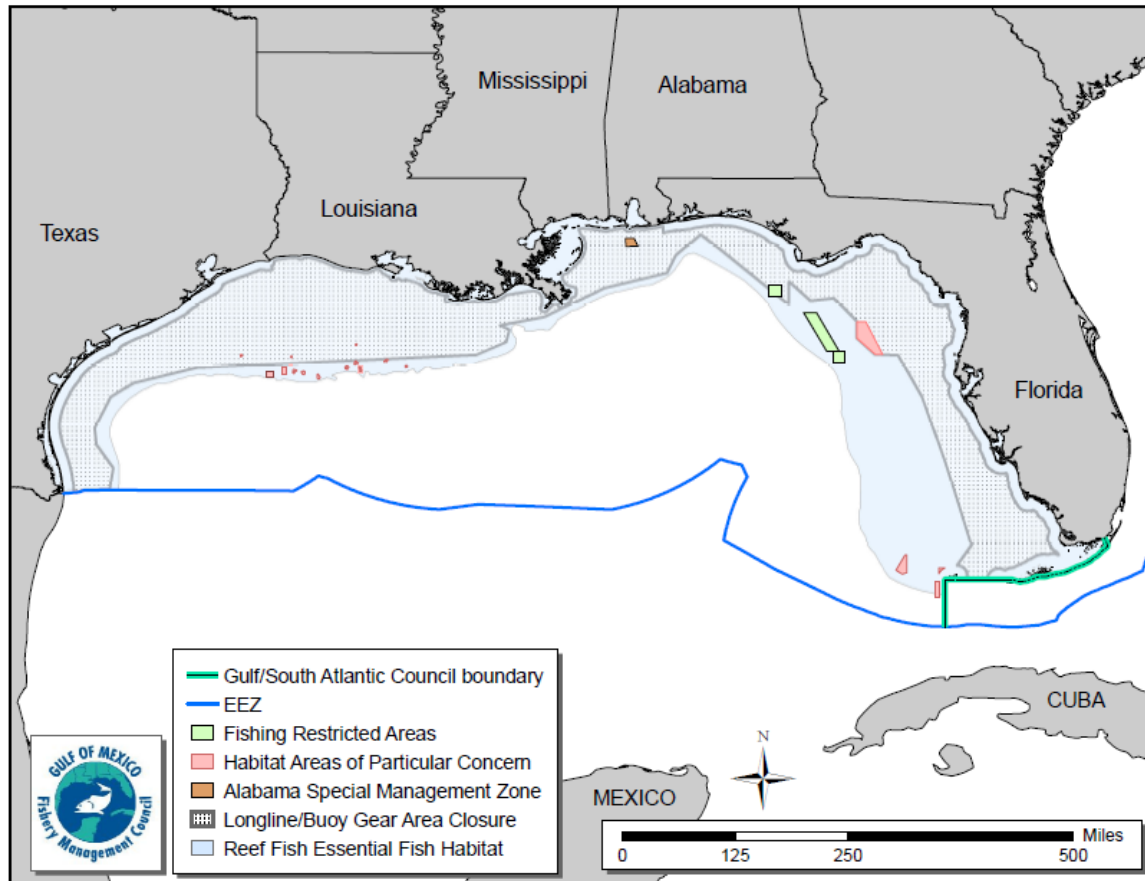 Mississippi
Alabama
Louisiana
Texas
Florida
Gulf/South Atlantic Council boundary
EEZ
Fishing Restricted Areas
Habitat Areas of Particular Concern
Alabama Special Management Zone
Longline/Buoy Gear Area Closure
Reef Fish Essential Fish Habitat
GULF OF MEXICO
Fishery Management Council
N
CUBA
MEXICO
Miles
0 125 250 500